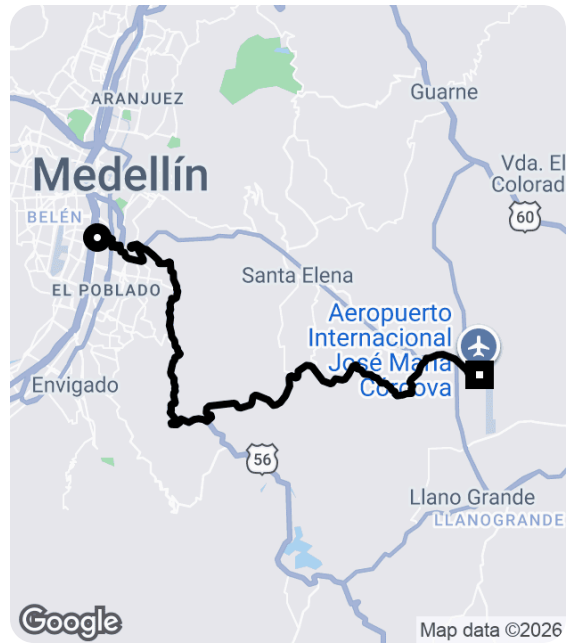 Guarne
ARANJUEZ
Medellín
Vda. El
Colorad
BELÉN
60
Santa Elena
EL POBLADO
Aeropuerto
Internacional
José María
Córdova
Envigado
56
Llano Grande
LLANOGRANDE
Google
Map data ©2026